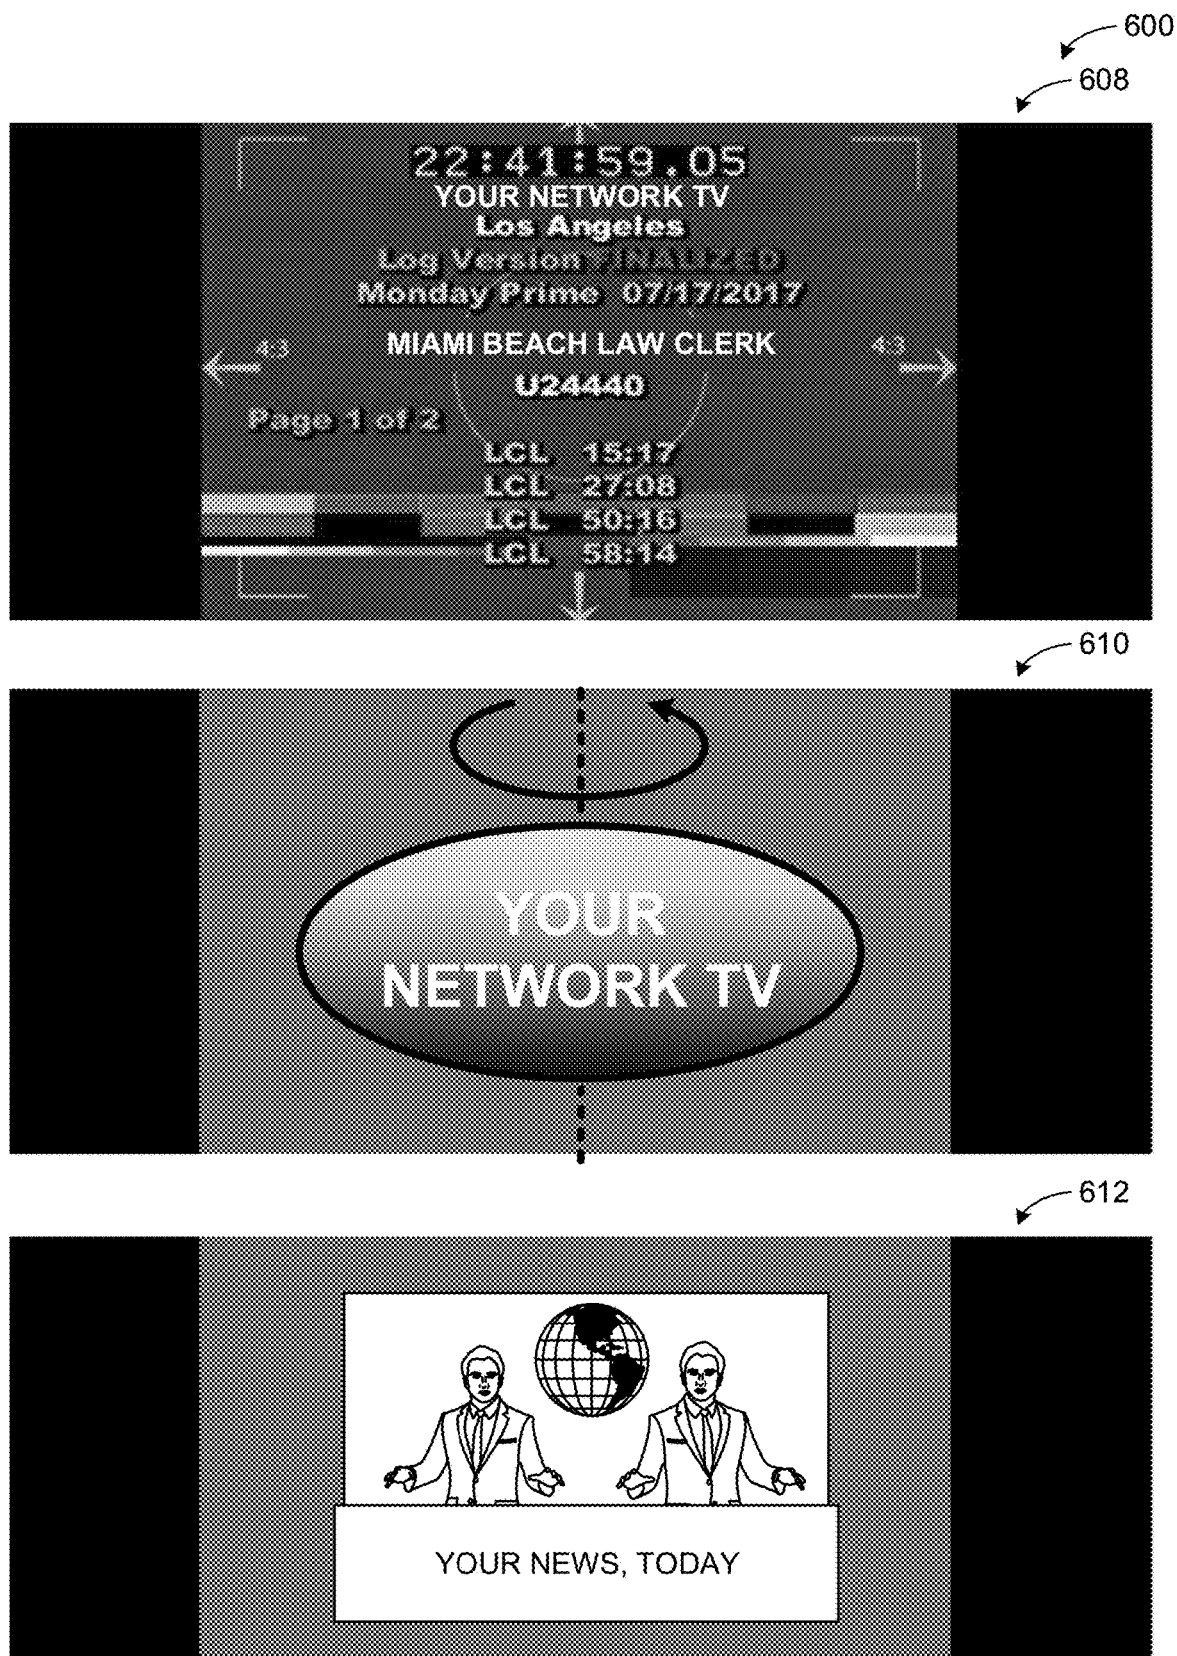 600
608
22:41:59.05
YOUR NETWORK TV
Los Angeles
Log Version FINALIZED
Monday Prime 07/17/2017
MIAMI BEACH LAW CLERK
4:3
4:3
U24440
Page 1 of 2
LCL 15:17
LCL 27:08
LCL 50:16
LCL 58:14
610
YOUR
NETWORK TV
612
YOUR NEWS, TODAY